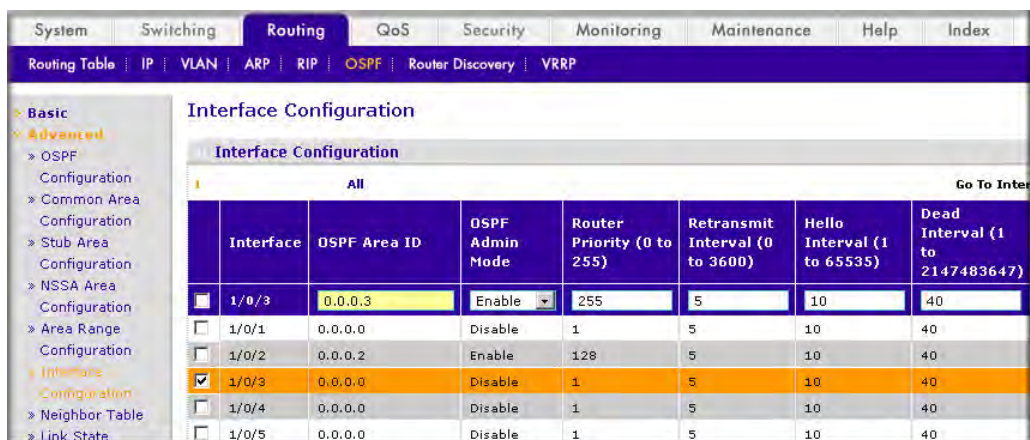 System Switching Routing QoS Security Monitoring Maintenance Help Index
Routing Table IP VLAN ARP RIP OSPF Router Discovery VRRP
Basic
Advanced
» OSPF
Configuration
» Common Area
Configuration
» Stub Area
Configuration
» NSSA Area
Configuration
» Area Range
Configuration
» Interface
Configuration
» Neighbor Table
» Link State
Interface Configuration
Interface Configuration
1 All Go To Inter
Interface OSPF Area ID OSPF Admin Mode Router Priority (0 to 255) Retransmit Interval (0 to 3600) Hello Interval (1 to 65535) Dead Interval (1 to 2147483647)
1/0/3 0.0.0.3 Enable 255 5 10 40
1/0/1 0.0.0.0 Disable 1 5 10 40
1/0/2 0.0.0.2 Enable 128 5 10 40
1/0/3 0.0.0.0 Disable 1 5 10 40
1/0/4 0.0.0.0 Disable 1 5 10 40
1/0/5 0.0.0.0 Disable 1 5 10 40